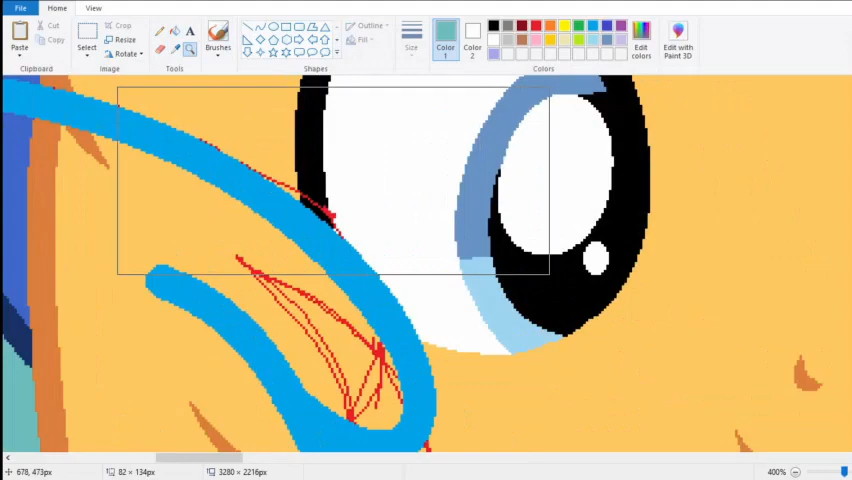 File Home View
Paste
Cut
Copy
Clipboard
Select
Crop
Resize
Rotate
Image
Tools
Brushes
Shapes
Outline
Fill
Size
Color 1
Color 2
Colors
Edit colors
Edit with Paint 3D
678, 473px
82 × 134px
3280 × 2216px
400%